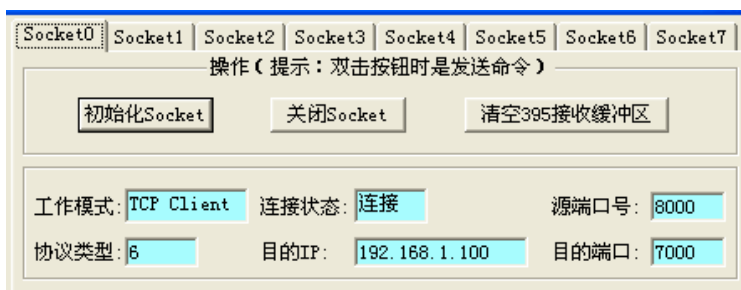 Socket0 Socket1 Socket2 Socket3 Socket4 Socket5 Socket6 Socket7
操作(提示:双击按钮时是发送命令)
初始化Socket 关闭Socket 清空395接收缓冲区
工作模式: TCP Client 连接状态: 连接 源端口号: 8000
协议类型: 6 目的IP: 192.168.1.100 目的端口: 7000